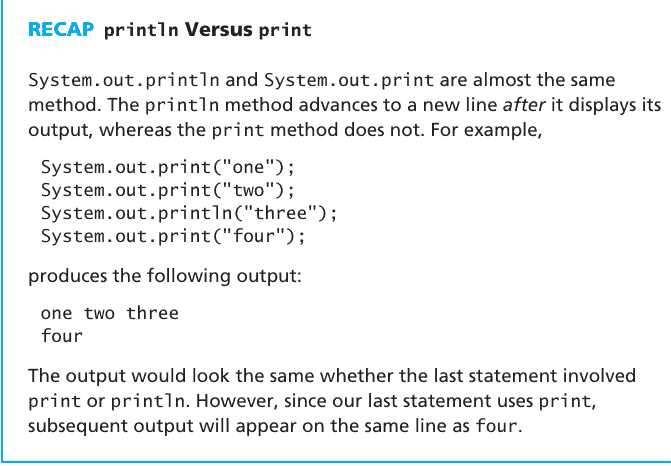 RECAP println Versus print
System.out.println and System.out.print are almost the same
method. The println method advances to a new line after it displays its
output, whereas the print method does not. For example,
System.out.print("one");
System.out.print("two");
System.out.println("three");
System.out.print("four");
produces the following output:
one two three
four
The output would look the same whether the last statement involved
print or println. However, since our last statement uses print,
subsequent output will appear on the same line as four.